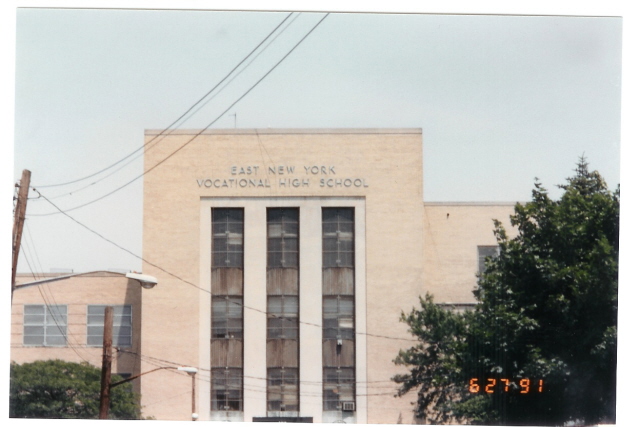 EAST NEW YORK
VOCATIONAL HIGH SCHOOL
6 27 91